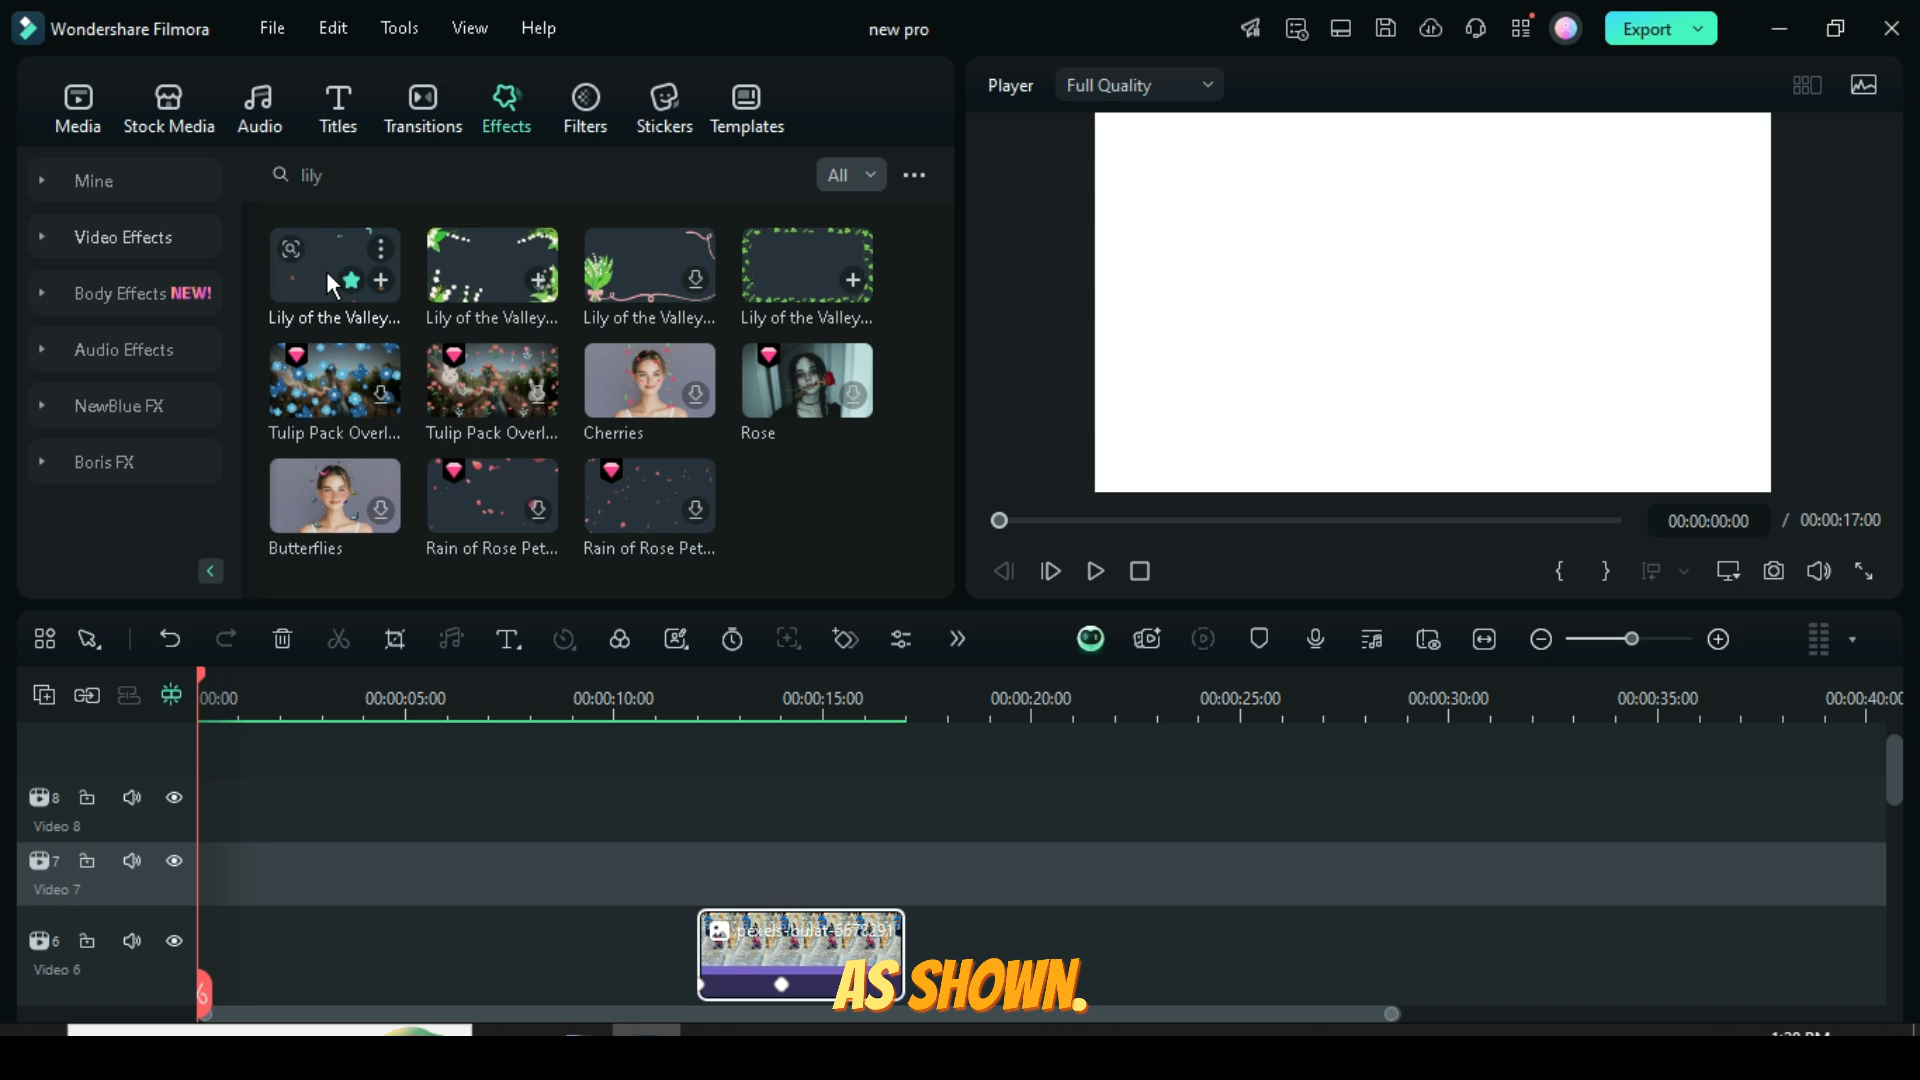 Wondershare Filmora
File
Edit
Tools
View
Help
new pro
Export
Media
Stock Media
Audio
Titles
Transitions
Effects
Filters
Stickers
Templates
Player
Full Quality
Mine
Video Effects
Body Effects NEW!
Audio Effects
NewBlue FX
Boris FX
lily
All
Lily of the Valley...
Lily of the Valley...
Lily of the Valley...
Lily of the Valley...
Tulip Pack Overl...
Tulip Pack Overl...
Cherries
Rose
Butterflies
Rain of Rose Pet...
Rain of Rose Pet...
00:00:00:00 / 00:00:17:00
00:00
00:00:05:00
00:00:10:00
00:00:15:00
00:00:20:00
00:00:25:00
00:00:30:00
00:00:35:00
00:00:40:00
8
Video 8
7
Video 7
6
Video 6
pexels-bulat-6678291
AS SHOWN.